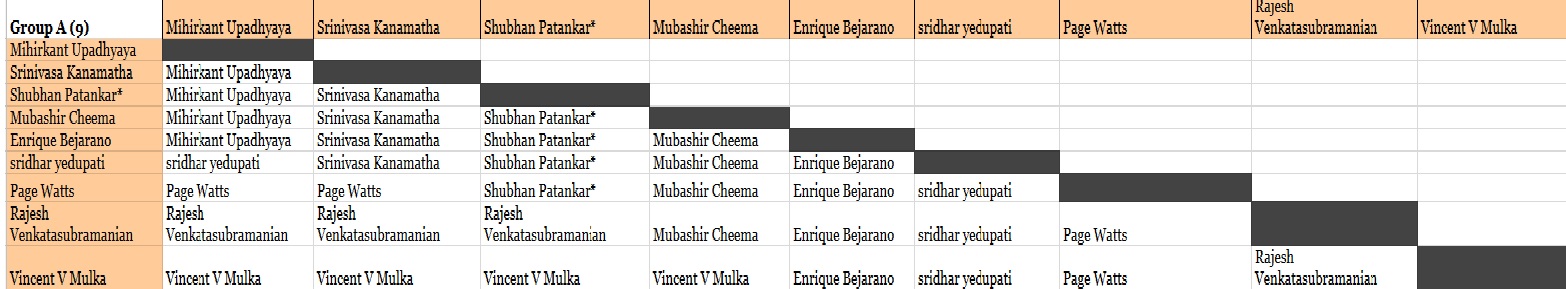 Group A (9) Mihirkant Upadhyaya Srinivasa Kanamatha Shubhan Patankar* Mubashir Cheema Enrique Bejarano sridhar yedupati Page Watts Rajesh Venkatasubramanian Vincent V Mulka
Mihirkant Upadhyaya
Srinivasa Kanamatha Mihirkant Upadhyaya
Shubhan Patankar* Mihirkant Upadhyaya Srinivasa Kanamatha
Mubashir Cheema Mihirkant Upadhyaya Srinivasa Kanamatha Shubhan Patankar*
Enrique Bejarano Mihirkant Upadhyaya Srinivasa Kanamatha Shubhan Patankar* Mubashir Cheema
sridhar yedupati sridhar yedupati Srinivasa Kanamatha Shubhan Patankar* Mubashir Cheema Enrique Bejarano
Page Watts Page Watts Page Watts Shubhan Patankar* Mubashir Cheema Enrique Bejarano sridhar yedupati
Rajesh Venkatasubramanian Rajesh Venkatasubramanian Rajesh Venkatasubramanian Rajesh Venkatasubramanian Mubashir Cheema Enrique Bejarano sridhar yedupati Page Watts
Vincent V Mulka Vincent V Mulka Vincent V Mulka Vincent V Mulka Vincent V Mulka Enrique Bejarano sridhar yedupati Page Watts Rajesh Venkatasubramanian